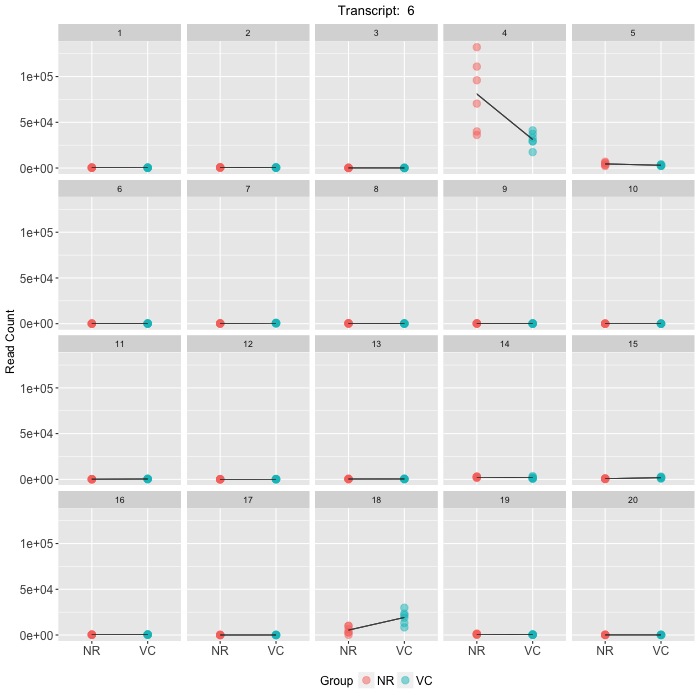 Transcript:  6
1 2 3 4 5
1e+05
5e+04
0e+00
6 7 8 9 10
1e+05
5e+04
0e+00
Read Count
11 12 13 14 15
1e+05
5e+04
0e+00
16 17 18 19 20
1e+05
5e+04
0e+00
NR VC NR VC NR VC NR VC NR VC
Group NR VC